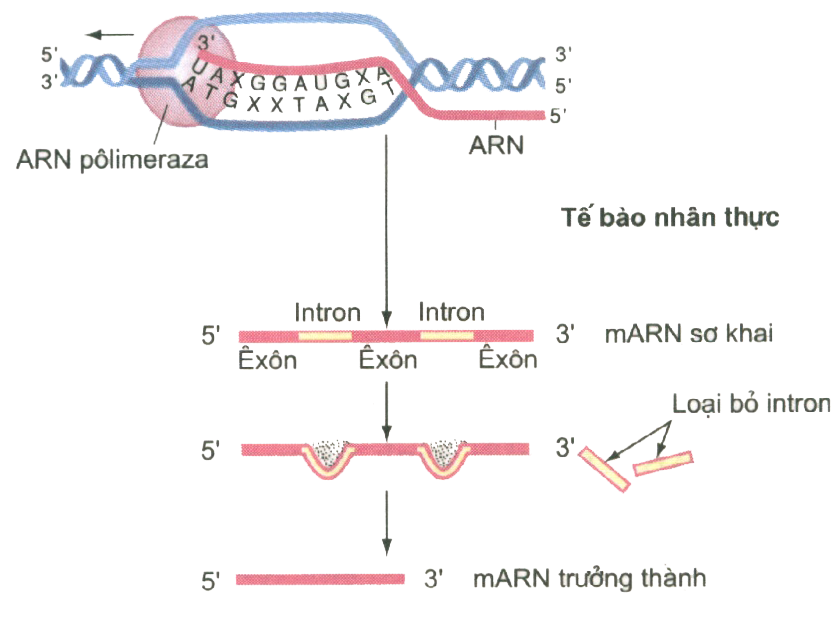 5'
3'
3'
UAXGGAUGXA
ATGXXTAXGT
3'
5'
5'
ARN pôlimeraza
ARN
Tế bào nhân thực
Intron Intron
5' 3' mARN sơ khai
Êxôn Êxôn Êxôn
Loại bỏ intron
5' 3'
5' 3' mARN trưởng thành